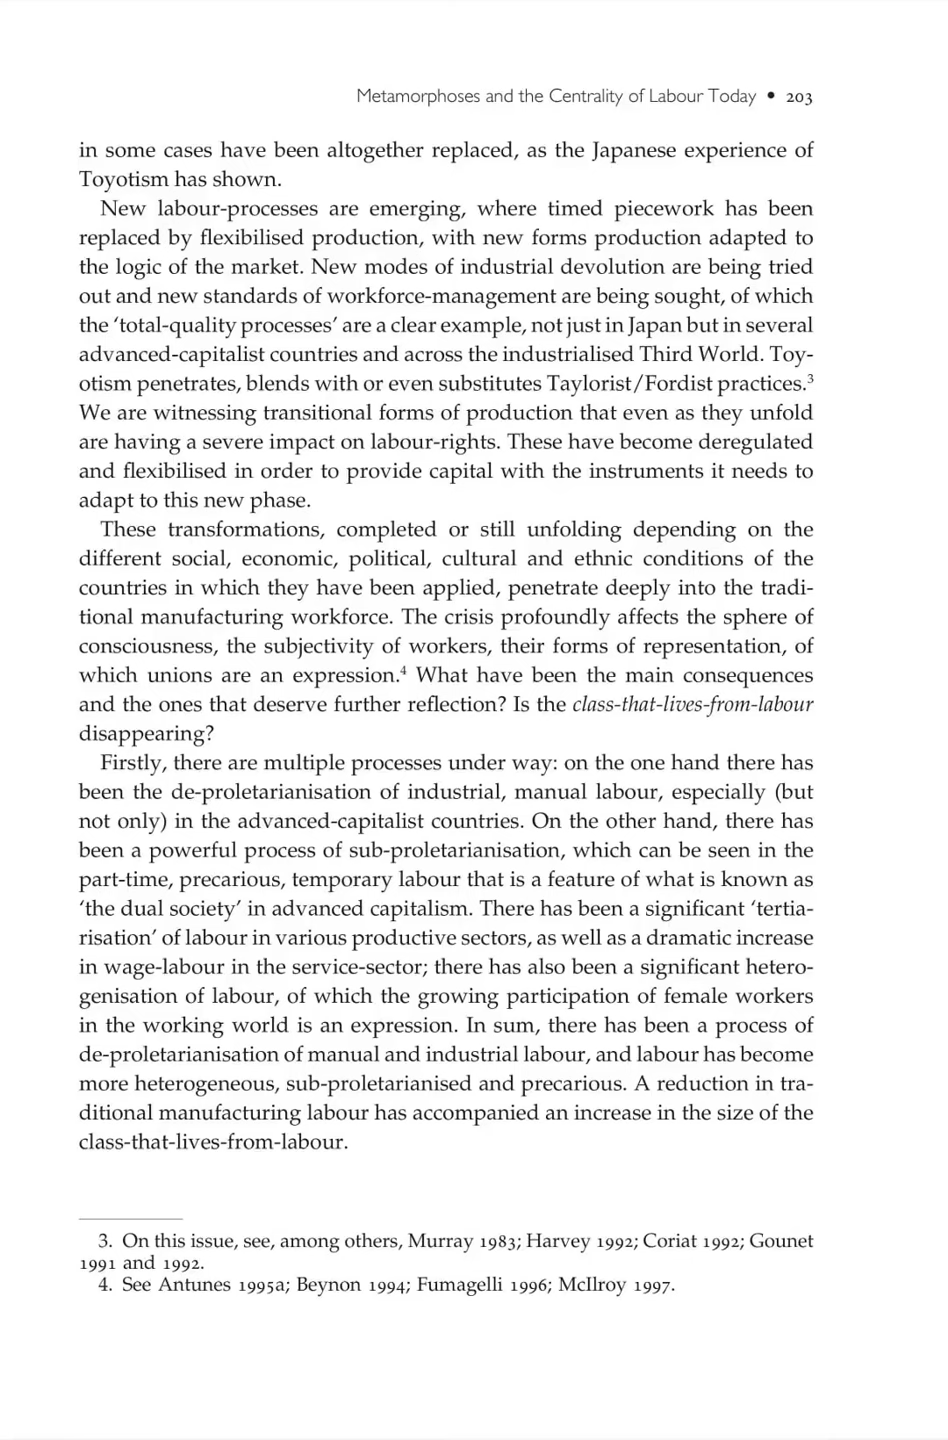 Metamorphoses and the Centrality of Labour Today • 203
in some cases have been altogether replaced, as the Japanese experience of
Toyotism has shown.
New labour-processes are emerging, where timed piecework has been
replaced by flexibilised production, with new forms production adapted to
the logic of the market. New modes of industrial devolution are being tried
out and new standards of workforce-management are being sought, of which
the ‘total-quality processes’ are a clear example, not just in Japan but in several
advanced-capitalist countries and across the industrialised Third World. Toy-
otism penetrates, blends with or even substitutes Taylorist/Fordist practices.³
We are witnessing transitional forms of production that even as they unfold
are having a severe impact on labour-rights. These have become deregulated
and flexibilised in order to provide capital with the instruments it needs to
adapt to this new phase.
These transformations, completed or still unfolding depending on the
different social, economic, political, cultural and ethnic conditions of the
countries in which they have been applied, penetrate deeply into the tradi-
tional manufacturing workforce. The crisis profoundly affects the sphere of
consciousness, the subjectivity of workers, their forms of representation, of
which unions are an expression.⁴ What have been the main consequences
and the ones that deserve further reflection? Is the class-that-lives-from-labour
disappearing?
Firstly, there are multiple processes under way: on the one hand there has
been the de-proletarianisation of industrial, manual labour, especially (but
not only) in the advanced-capitalist countries. On the other hand, there has
been a powerful process of sub-proletarianisation, which can be seen in the
part-time, precarious, temporary labour that is a feature of what is known as
‘the dual society’ in advanced capitalism. There has been a significant ‘tertia-
risation’ of labour in various productive sectors, as well as a dramatic increase
in wage-labour in the service-sector; there has also been a significant hetero-
genisation of labour, of which the growing participation of female workers
in the working world is an expression. In sum, there has been a process of
de-proletarianisation of manual and industrial labour, and labour has become
more heterogeneous, sub-proletarianised and precarious. A reduction in tra-
ditional manufacturing labour has accompanied an increase in the size of the
class-that-lives-from-labour.
3. On this issue, see, among others, Murray 1983; Harvey 1992; Coriat 1992; Gounet
1991 and 1992.
4. See Antunes 1995a; Beynon 1994; Fumagelli 1996; McIlroy 1997.